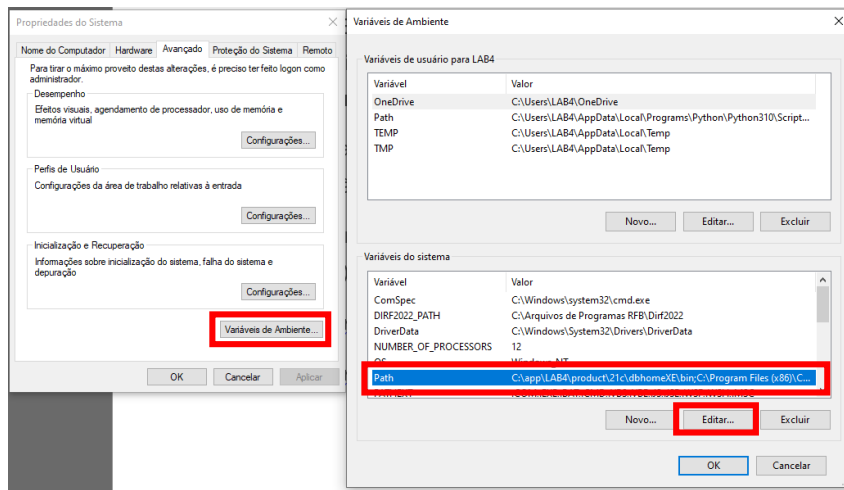 Propriedades do Sistema
Nome do Computador Hardware Avançado Proteção do Sistema Remoto
Para tirar o máximo proveito destas alterações, é preciso ter feito logon como
administrador.
Desempenho
Efeitos visuais, agendamento de processador, uso de memória e
memória virtual
Configurações...
Perfis de Usuário
Configurações da área de trabalho relativas à entrada
Configurações...
Inicialização e Recuperação
Informações sobre inicialização do sistema, falha do sistema e
depuração
Configurações...
Variáveis de Ambiente...
OK Cancelar Aplicar
Variáveis de Ambiente
Variáveis de usuário para LAB4
Variável Valor
OneDrive C:\Users\LAB4\OneDrive
Path C:\Users\LAB4\AppData\Local\Programs\Python\Python310\Script...
TEMP C:\Users\LAB4\AppData\Local\Temp
TMP C:\Users\LAB4\AppData\Local\Temp
Novo... Editar... Excluir
Variáveis do sistema
Variável Valor
ComSpec C:\Windows\system32\cmd.exe
DIRF2022_PATH C:\Arquivos de Programas RFB\Dirf2022
DriverData C:\Windows\System32\Drivers\DriverData
NUMBER_OF_PROCESSORS 12
OS Windows_NT
Path C:\app\LAB4\product\21c\dbhomeXE\bin;C:\Program Files (x86)\C...
Novo... Editar... Excluir
OK Cancelar